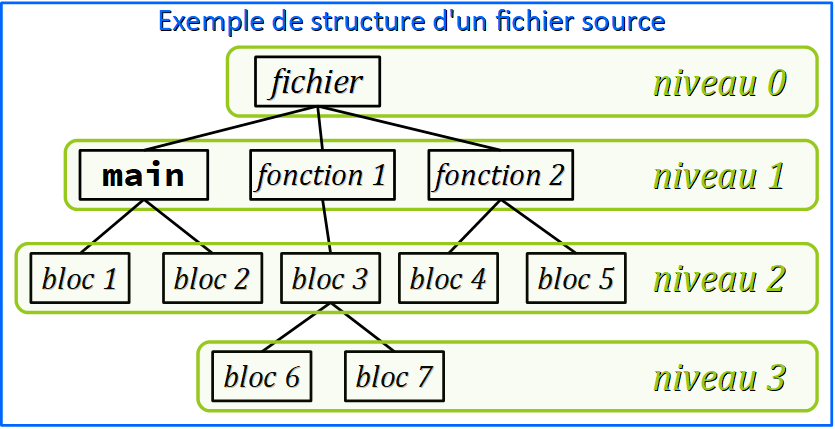 Exemple de structure d'un fichier source
fichier niveau 0
main fonction 1 fonction 2 niveau 1
bloc 1 bloc 2 bloc 3 bloc 4 bloc 5 niveau 2
bloc 6 bloc 7 niveau 3